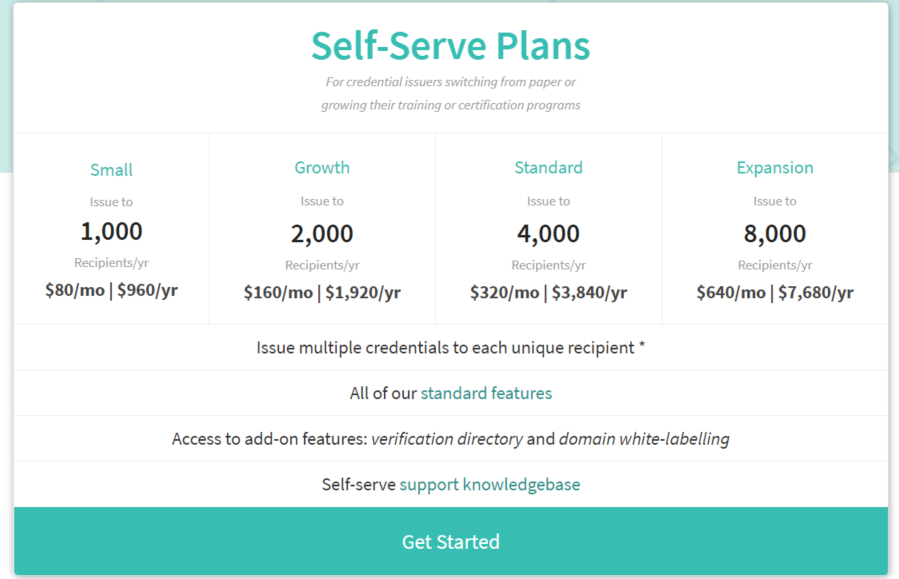 Self-Serve Plans
For credential issuers switching from paper or
growing their training or certification programs
Small
Issue to
1,000
Recipients/yr
$80/mo | $960/yr
Growth
Issue to
2,000
Recipients/yr
$160/mo | $1,920/yr
Standard
Issue to
4,000
Recipients/yr
$320/mo | $3,840/yr
Expansion
Issue to
8,000
Recipients/yr
$640/mo | $7,680/yr
Issue multiple credentials to each unique recipient *
All of our standard features
Access to add-on features: verification directory and domain white-labelling
Self-serve support knowledgebase
Get Started